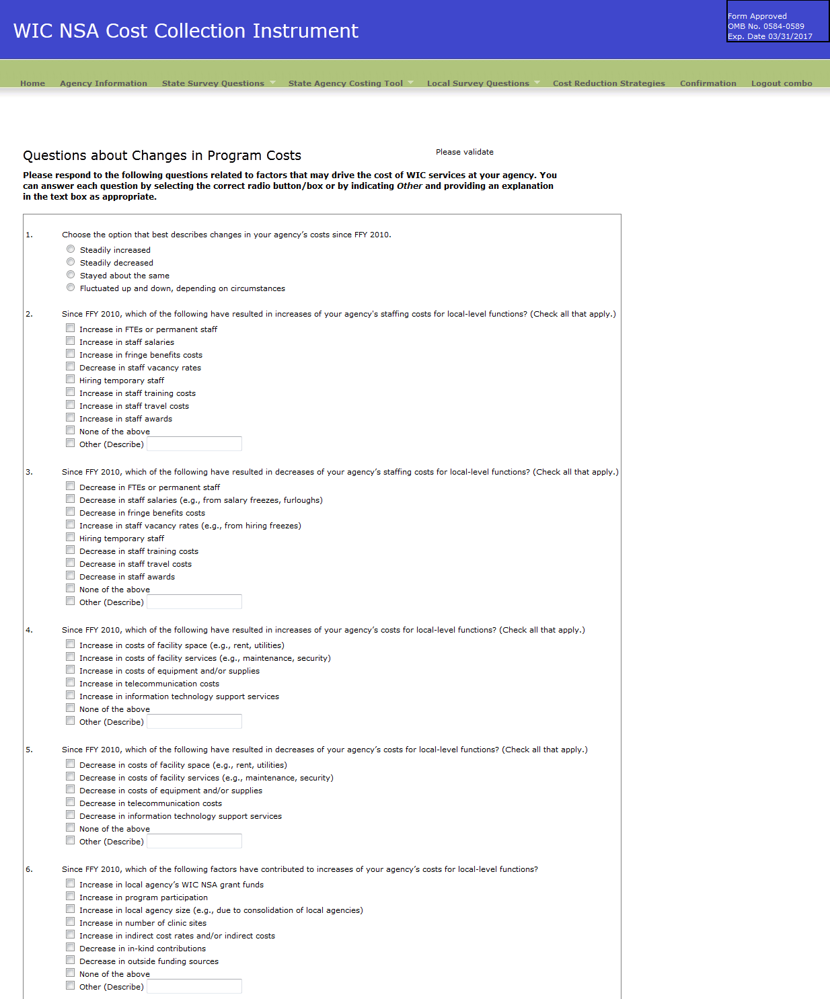 WIC NSA Cost Collection Instrument
Form Approved
OMB No. 0584-0589
Exp. Date 03/31/2017
Home Agency Information State Survey Questions State Agency Costing Tool Local Survey Questions Cost Reduction Strategies Confirmation Logout combo
Questions about Changes in Program Costs
Please validate
Please respond to the following questions related to factors that may drive the cost of WIC services at your agency. You
can answer each question by selecting the correct radio button/box or by indicating Other and providing an explanation
in the text box as appropriate.
1. Choose the option that best describes changes in your agency’s costs since FFY 2010.
Steadily increased
Steadily decreased
Stayed about the same
Fluctuated up and down, depending on circumstances
2. Since FFY 2010, which of the following have resulted in increases of your agency's staffing costs for local-level functions? (Check all that apply.)
Increase in FTEs or permanent staff
Increase in staff salaries
Increase in fringe benefits costs
Decrease in staff vacancy rates
Hiring temporary staff
Increase in staff training costs
Increase in staff travel costs
Increase in staff awards
None of the above
Other (Describe)
3. Since FFY 2010, which of the following have resulted in decreases of your agency’s staffing costs for local-level functions? (Check all that apply.)
Decrease in FTEs or permanent staff
Decrease in staff salaries (e.g., from salary freezes, furloughs)
Decrease in fringe benefits costs
Increase in staff vacancy rates (e.g., from hiring freezes)
Hiring temporary staff
Decrease in staff training costs
Decrease in staff travel costs
Decrease in staff awards
None of the above
Other (Describe)
4. Since FFY 2010, which of the following have resulted in increases of your agency’s costs for local-level functions? (Check all that apply.)
Increase in costs of facility space (e.g., rent, utilities)
Increase in costs of facility services (e.g., maintenance, security)
Increase in costs of equipment and/or supplies
Increase in telecommunication costs
Increase in information technology support services
None of the above
Other (Describe)
5. Since FFY 2010, which of the following have resulted in decreases of your agency’s costs for local-level functions? (Check all that apply.)
Decrease in costs of facility space (e.g., rent, utilities)
Decrease in costs of facility services (e.g., maintenance, security)
Decrease in costs of equipment and/or supplies
Decrease in telecommunication costs
Decrease in information technology support services
None of the above
Other (Describe)
6. Since FFY 2010, which of the following factors have contributed to increases of your agency’s costs for local-level functions?
Increase in local agency’s WIC NSA grant funds
Increase in program participation
Increase in local agency size (e.g., due to consolidation of local agencies)
Increase in number of clinic sites
Increase in indirect cost rates and/or indirect costs
Decrease in in-kind contributions
Decrease in outside funding sources
None of the above
Other (Describe)